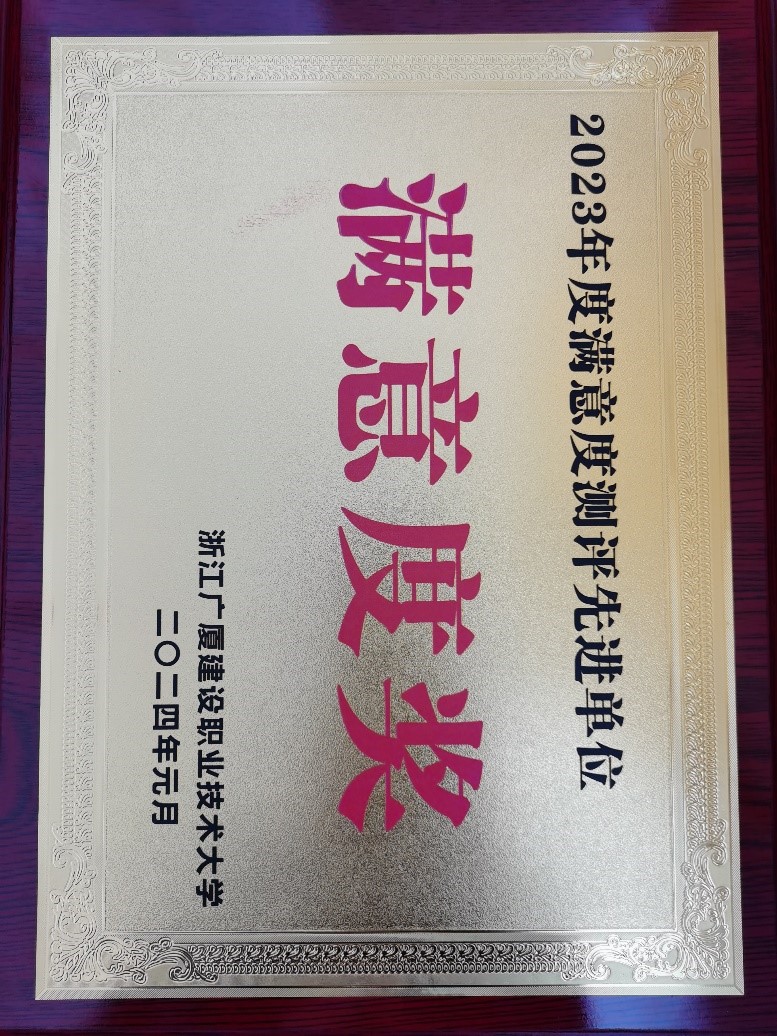 2023年度满意度测评先进单位
满意度奖
浙江广厦建设职业技术大学
二〇二四年元月